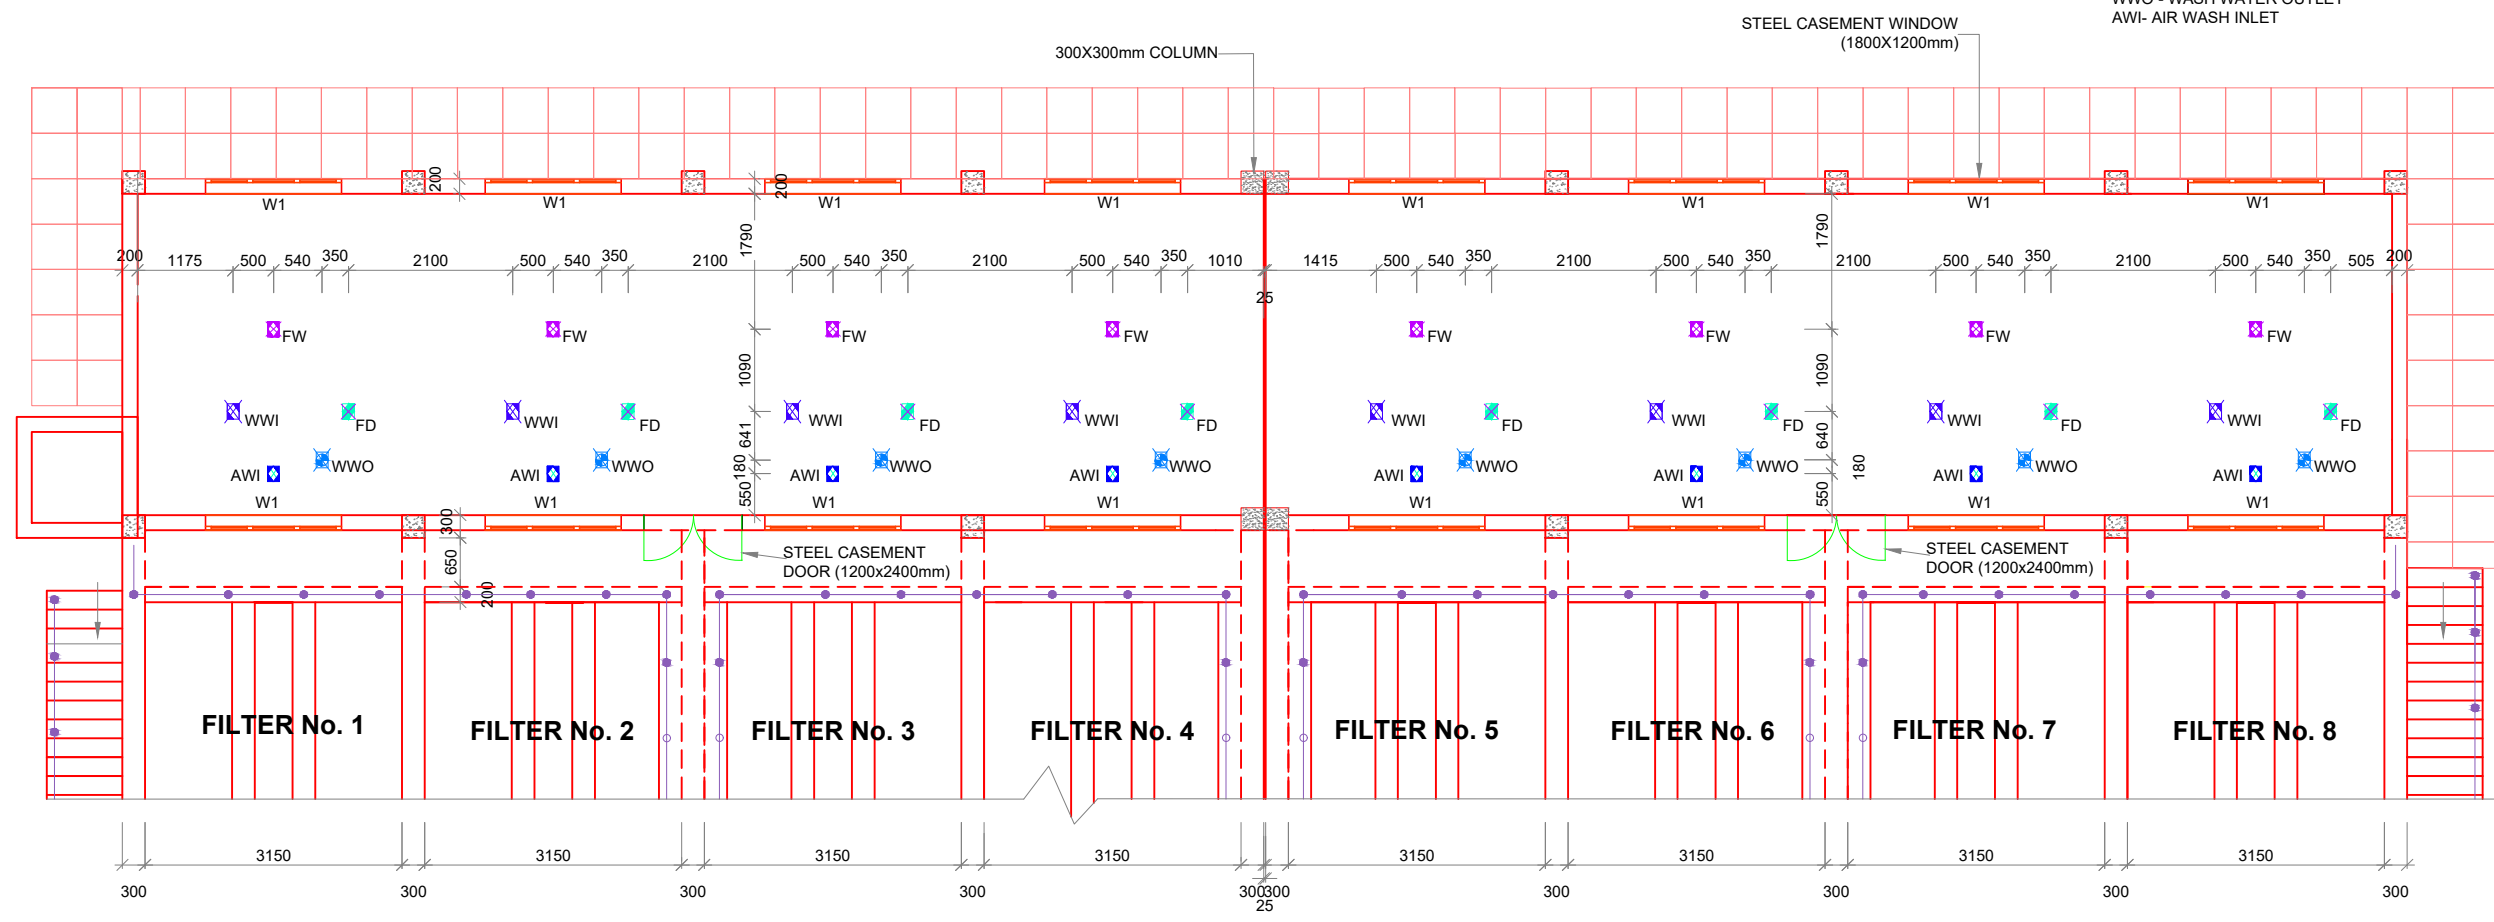 WWO - WASH WATER OUTLET
AWI- AIR WASH INLET
STEEL CASEMENT WINDOW
(1800X1200mm)
300X300mm COLUMN
200
200
W1 W1 W1 W1 W1 W1 W1 W1
1790
1790
200 1175 500 540 350 2100 500 540 350 2100 500 540 350 2100 500 540 350 1010 1415 500 540 350 2100 500 540 350 2100 500 540 350 2100 500 540 350 505 200
25
FW FW FW FW FW FW FW FW
1090
1090
WWI FD WWI FD WWI FD WWI FD WWI FD WWI FD WWI FD WWI FD
641
640
AWI WWO AWI WWO AWI WWO AWI WWO AWI WWO AWI WWO AWI WWO AWI WWO
180
180
550
550
W1 W1 W1 W1 W1 W1 W1 W1
300
650
200
STEEL CASEMENT
DOOR (1200x2400mm)
STEEL CASEMENT
DOOR (1200x2400mm)
FILTER No. 1 FILTER No. 2 FILTER No. 3 FILTER No. 4 FILTER No. 5 FILTER No. 6 FILTER No. 7 FILTER No. 8
3150 3150 3150 3150 3150 3150 3150 3150
300 300 300 300 300 300 300 300 300 300
25